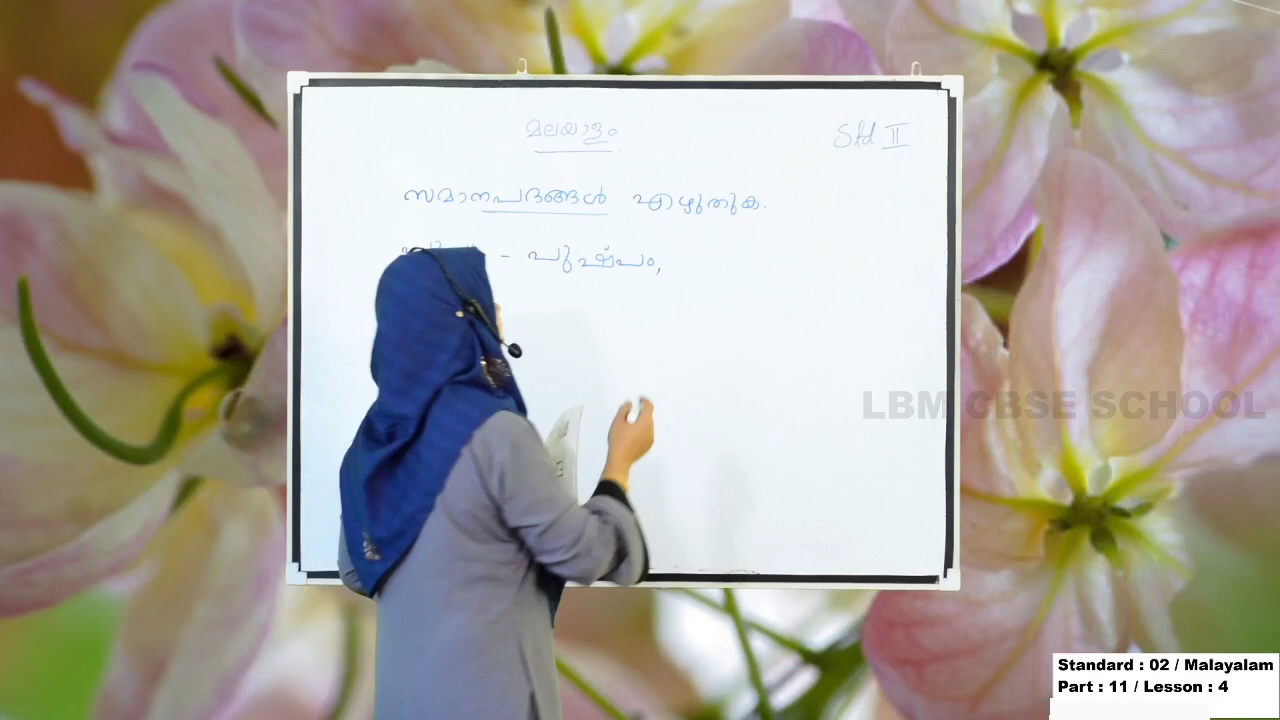 മലയാളം
Std. II.
സമാനപദങ്ങൾ എഴുതുക.
- പുഷ്പം,
LBM CBSE SCHOOL
Standard : 02 / Malayalam
Part : 11 / Lesson : 4